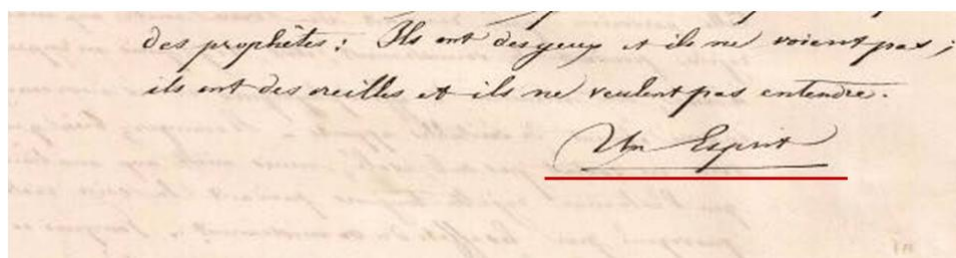 des prophètes : Ils ont des yeux et ils ne voient pas ;
ils ont des oreilles et ils ne veulent pas entendre.
Un Esprit